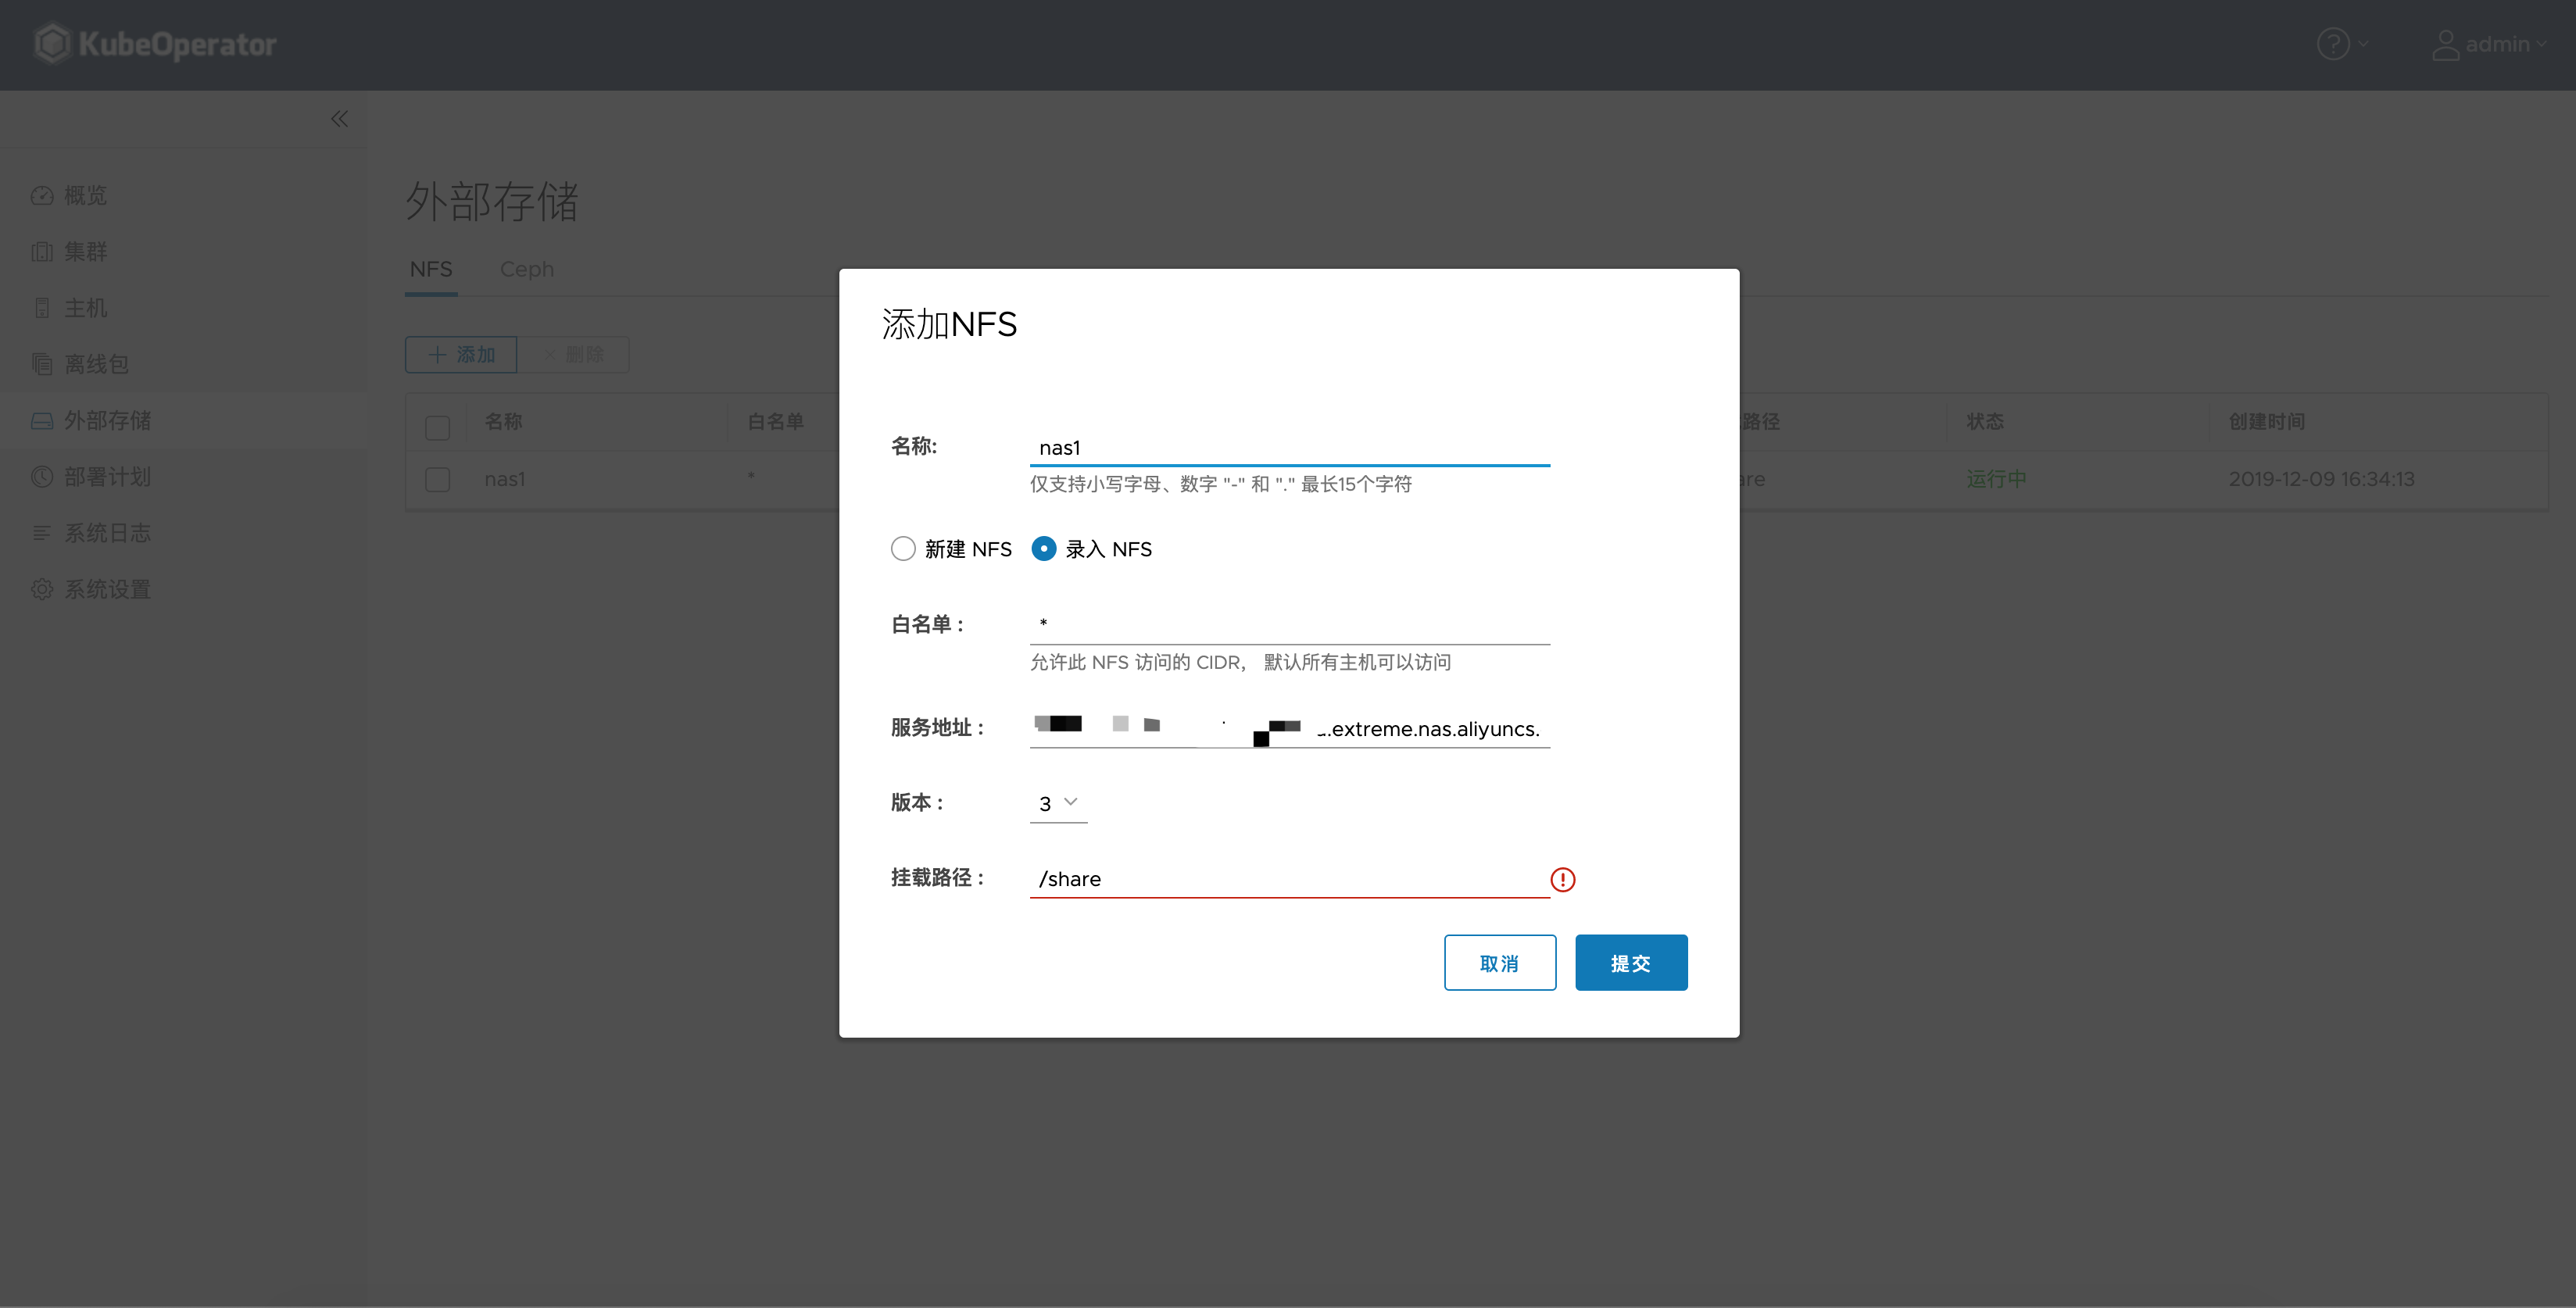 KubeOperator
admin
概览
集群
主机
离线包
外部存储
部署计划
系统日志
系统设置
外部存储
NFS Ceph
添加 删除
名称 白名单 路径 状态 创建时间
nas1 * 运行中 2019-12-09 16:34:13
添加NFS
名称: nas1
仅支持小写字母、数字 "-" 和 "." 最长15个字符
新建 NFS 录入 NFS
白名单： *
允许此 NFS 访问的 CIDR， 默认所有主机可以访问
服务地址： .extreme.nas.aliyuncs.
版本： 3
挂载路径： /share
取消 提交